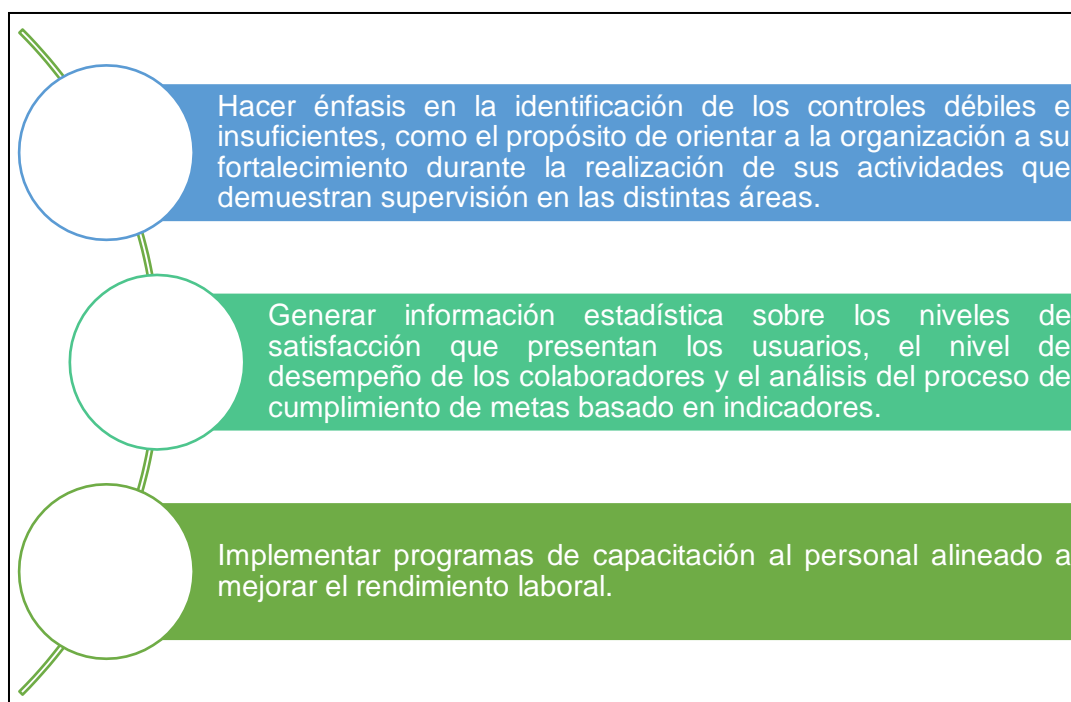 Hacer énfasis en la identificación de los controles débiles e
insuficientes, como el propósito de orientar a la organización a su
fortalecimiento durante la realización de sus actividades que
demuestran supervisión en las distintas áreas.
Generar información estadística sobre los niveles de
satisfacción que presentan los usuarios, el nivel de
desempeño de los colaboradores y el análisis del proceso de
cumplimiento de metas basado en indicadores.
Implementar programas de capacitación al personal alineado a
mejorar el rendimiento laboral.